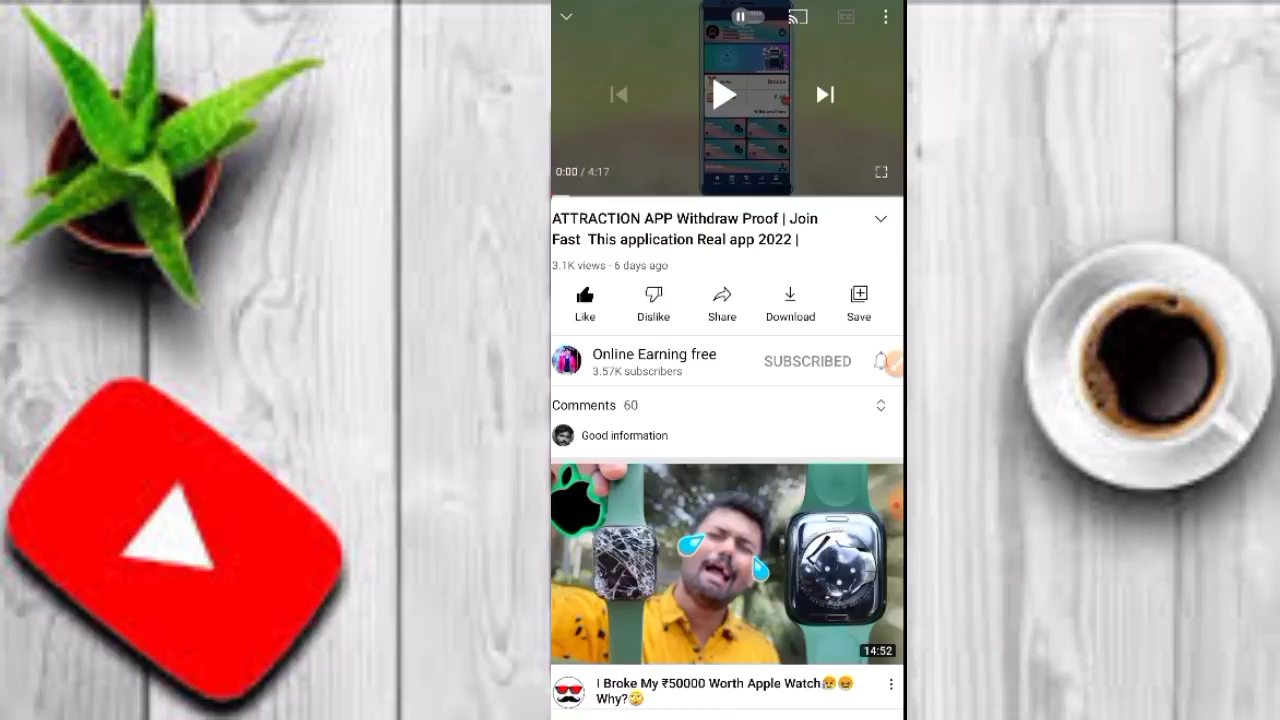 0:00 / 4:17
ATTRACTION APP Withdraw Proof | Join
Fast This application Real app 2022 |
3.1K views · 6 days ago
Like
Dislike
Share
Download
Save
Online Earning free
3.57K subscribers
SUBSCRIBED
Comments 60
Good information
14:52
I Broke My ₹50000 Worth Apple Watch😥😖
Why?🙄